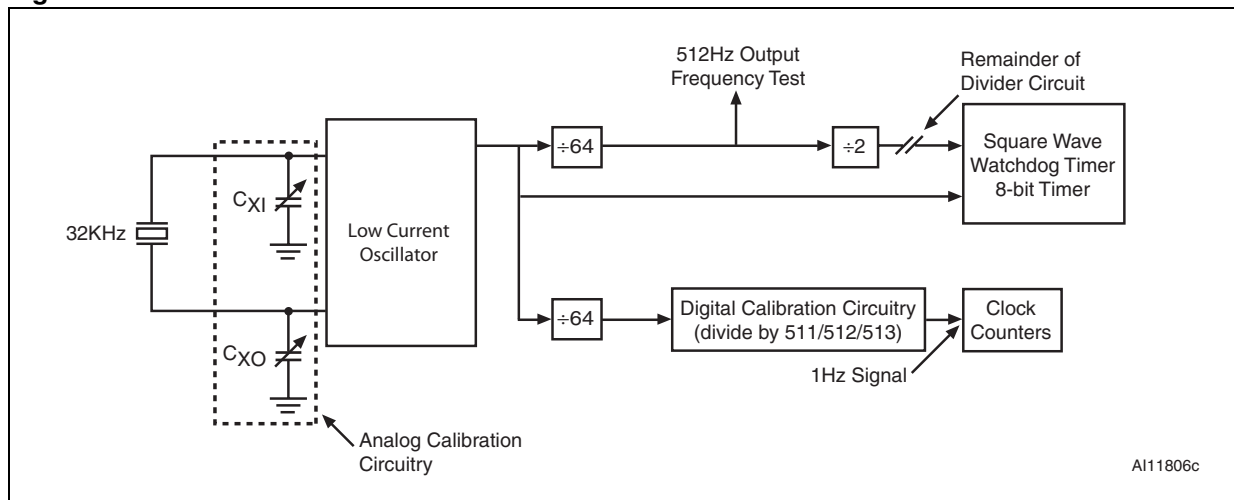 512Hz Output
Frequency Test
Remainder of
Divider Circuit
÷64
÷2
Square Wave
Watchdog Timer
8-bit Timer
CXI
32KHz
Low Current
Oscillator
CXO
÷64
Digital Calibration Circuitry
(divide by 511/512/513)
Clock
Counters
1Hz Signal
Analog Calibration
Circuitry
AI11806c